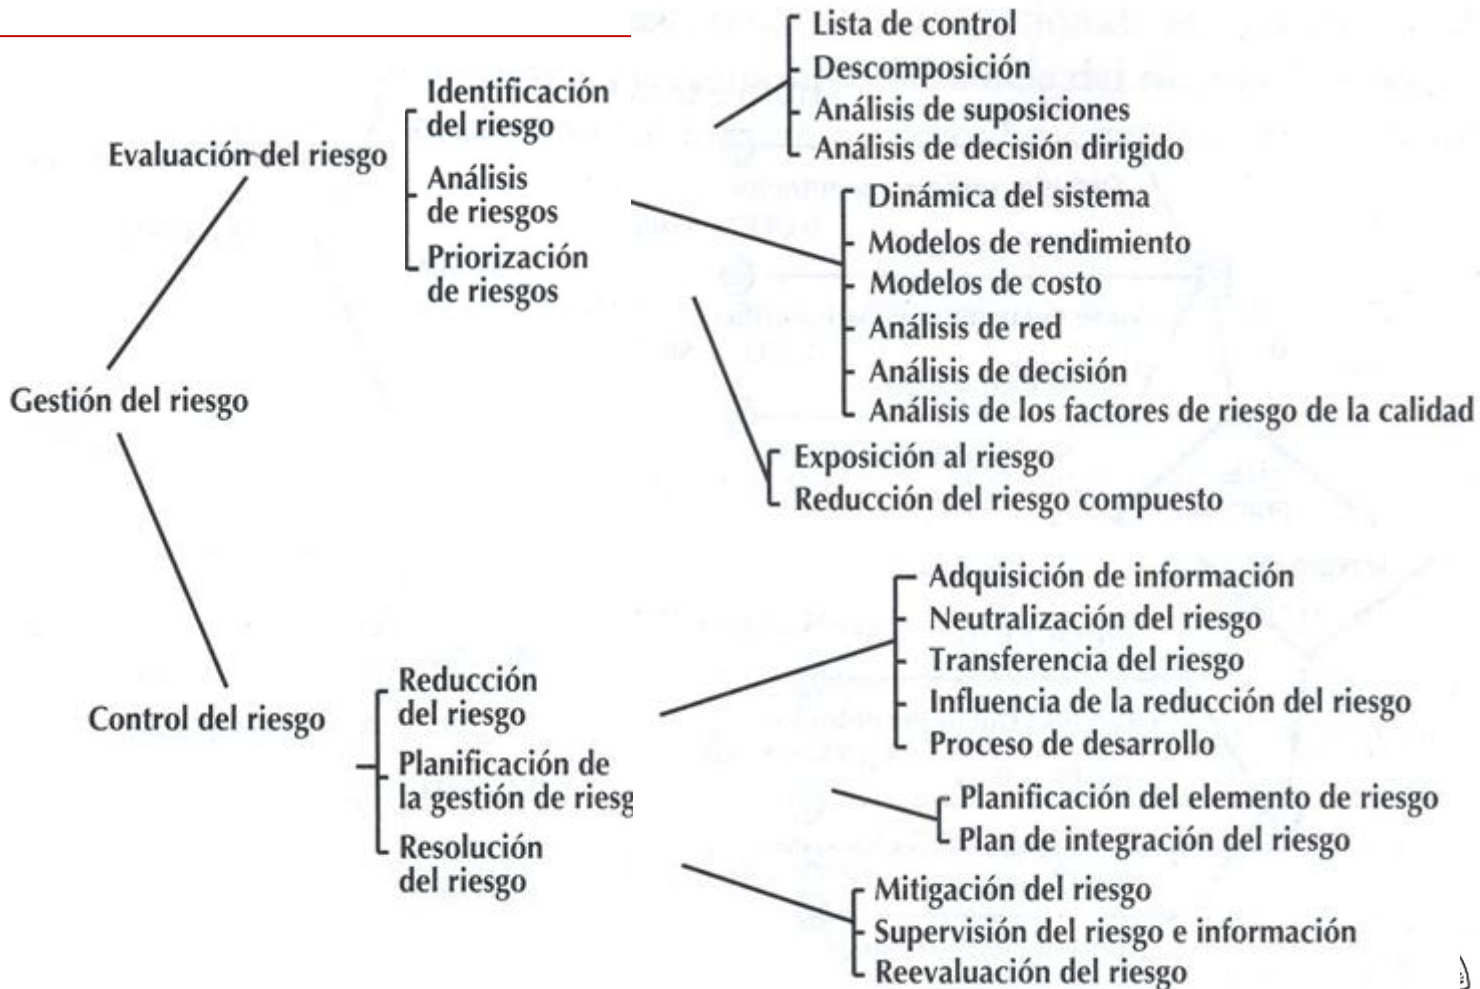 Gestión del riesgo
Evaluación del riesgo
Identificación
del riesgo
Lista de control
Descomposición
Análisis de suposiciones
Análisis de decisión dirigido
Análisis
de riesgos
Dinámica del sistema
Modelos de rendimiento
Modelos de costo
Análisis de red
Análisis de decisión
Análisis de los factores de riesgo de la calidad
Priorización
de riesgos
Exposición al riesgo
Reducción del riesgo compuesto
Control del riesgo
Reducción
del riesgo
Adquisición de información
Neutralización del riesgo
Transferencia del riesgo
Influencia de la reducción del riesgo
Proceso de desarrollo
Planificación de
la gestión de riesg
Planificación del elemento de riesgo
Plan de integración del riesgo
Resolución
del riesgo
Mitigación del riesgo
Supervisión del riesgo e información
Reevaluación del riesgo